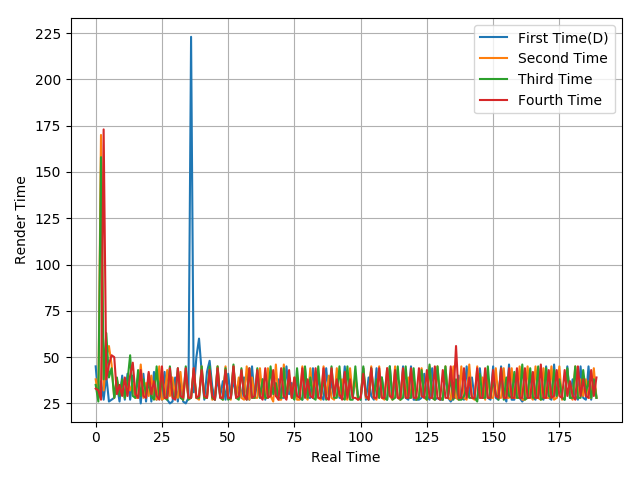 225
200
175
150
125
100
75
50
25
Render Time
0
25
50
75
100
125
150
175
Real Time
First Time(D)
Second Time
Third Time
Fourth Time